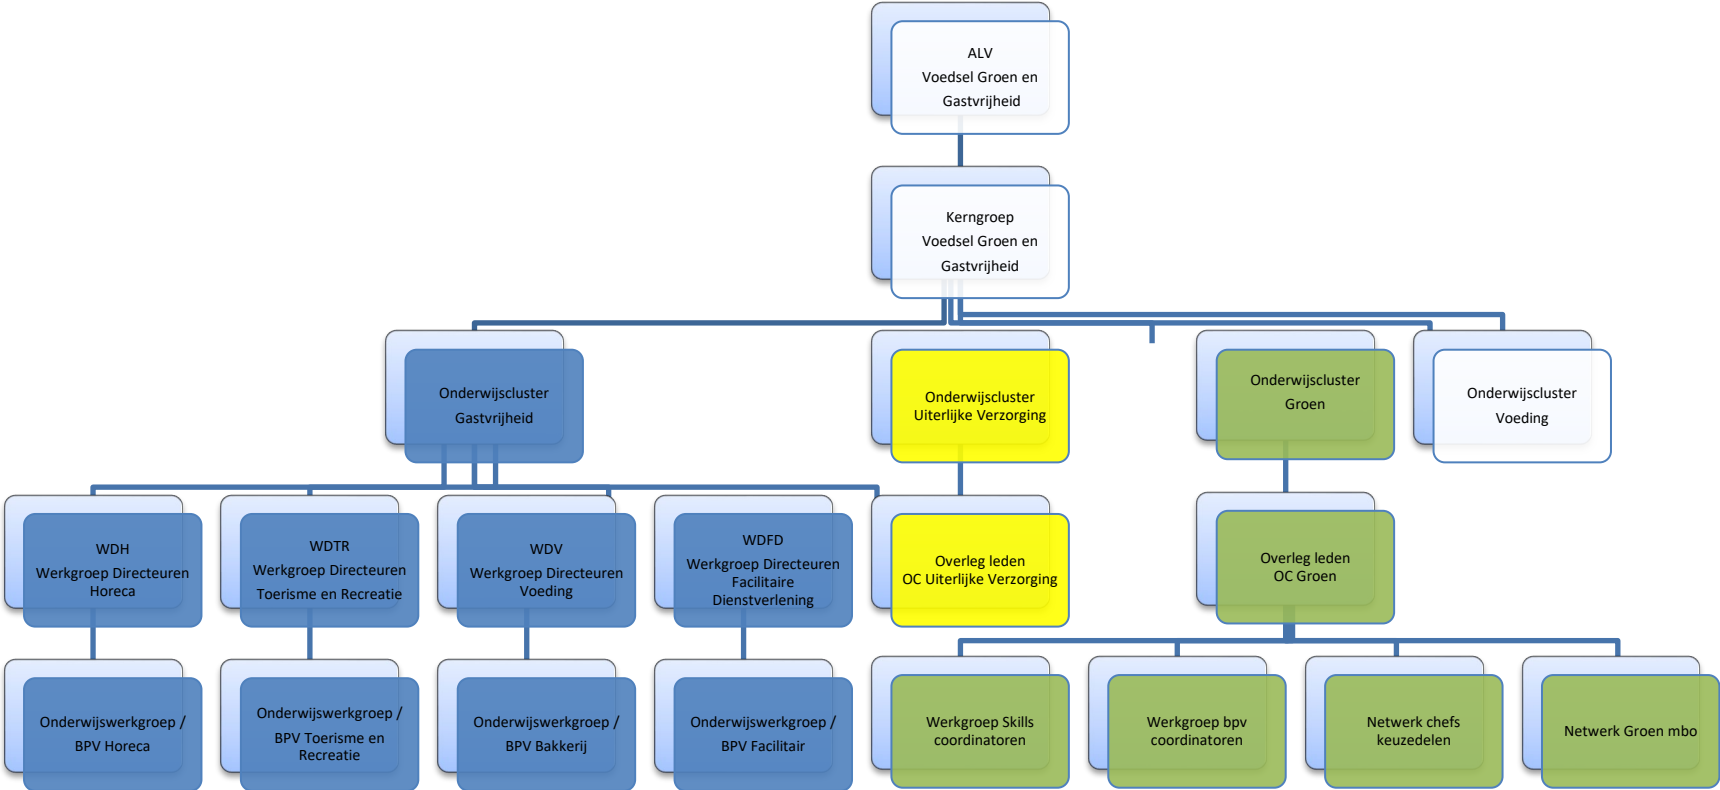 ALV
Voedsel Groen en
Gastvrijheid
Kerngroep
Voedsel Groen en
Gastvrijheid
Onderwijscluster
Gastvrijheid
Onderwijscluster
Uiterlijke Verzorging
Onderwijscluster
Groen
Onderwijscluster
Voeding
WDH
Werkgroep Directeuren
Horeca
WDTR
Werkgroep Directeuren
Toerisme en Recreatie
WDV
Werkgroep Directeuren
Voeding
WDFD
Werkgroep Directeuren
Facilitaire
Dienstverlening
Overleg leden
OC Uiterlijke Verzorging
Overleg leden
OC Groen
Onderwijswerkgroep /
BPV Horeca
Onderwijswerkgroep /
BPV Toerisme en
Recreatie
Onderwijswerkgroep /
BPV Bakkerij
Onderwijswerkgroep /
BPV Facilitair
Werkgroep Skills
coordinatoren
Werkgroep bpv
coordinatoren
Netwerk chefs
keuzedelen
Netwerk Groen mbo